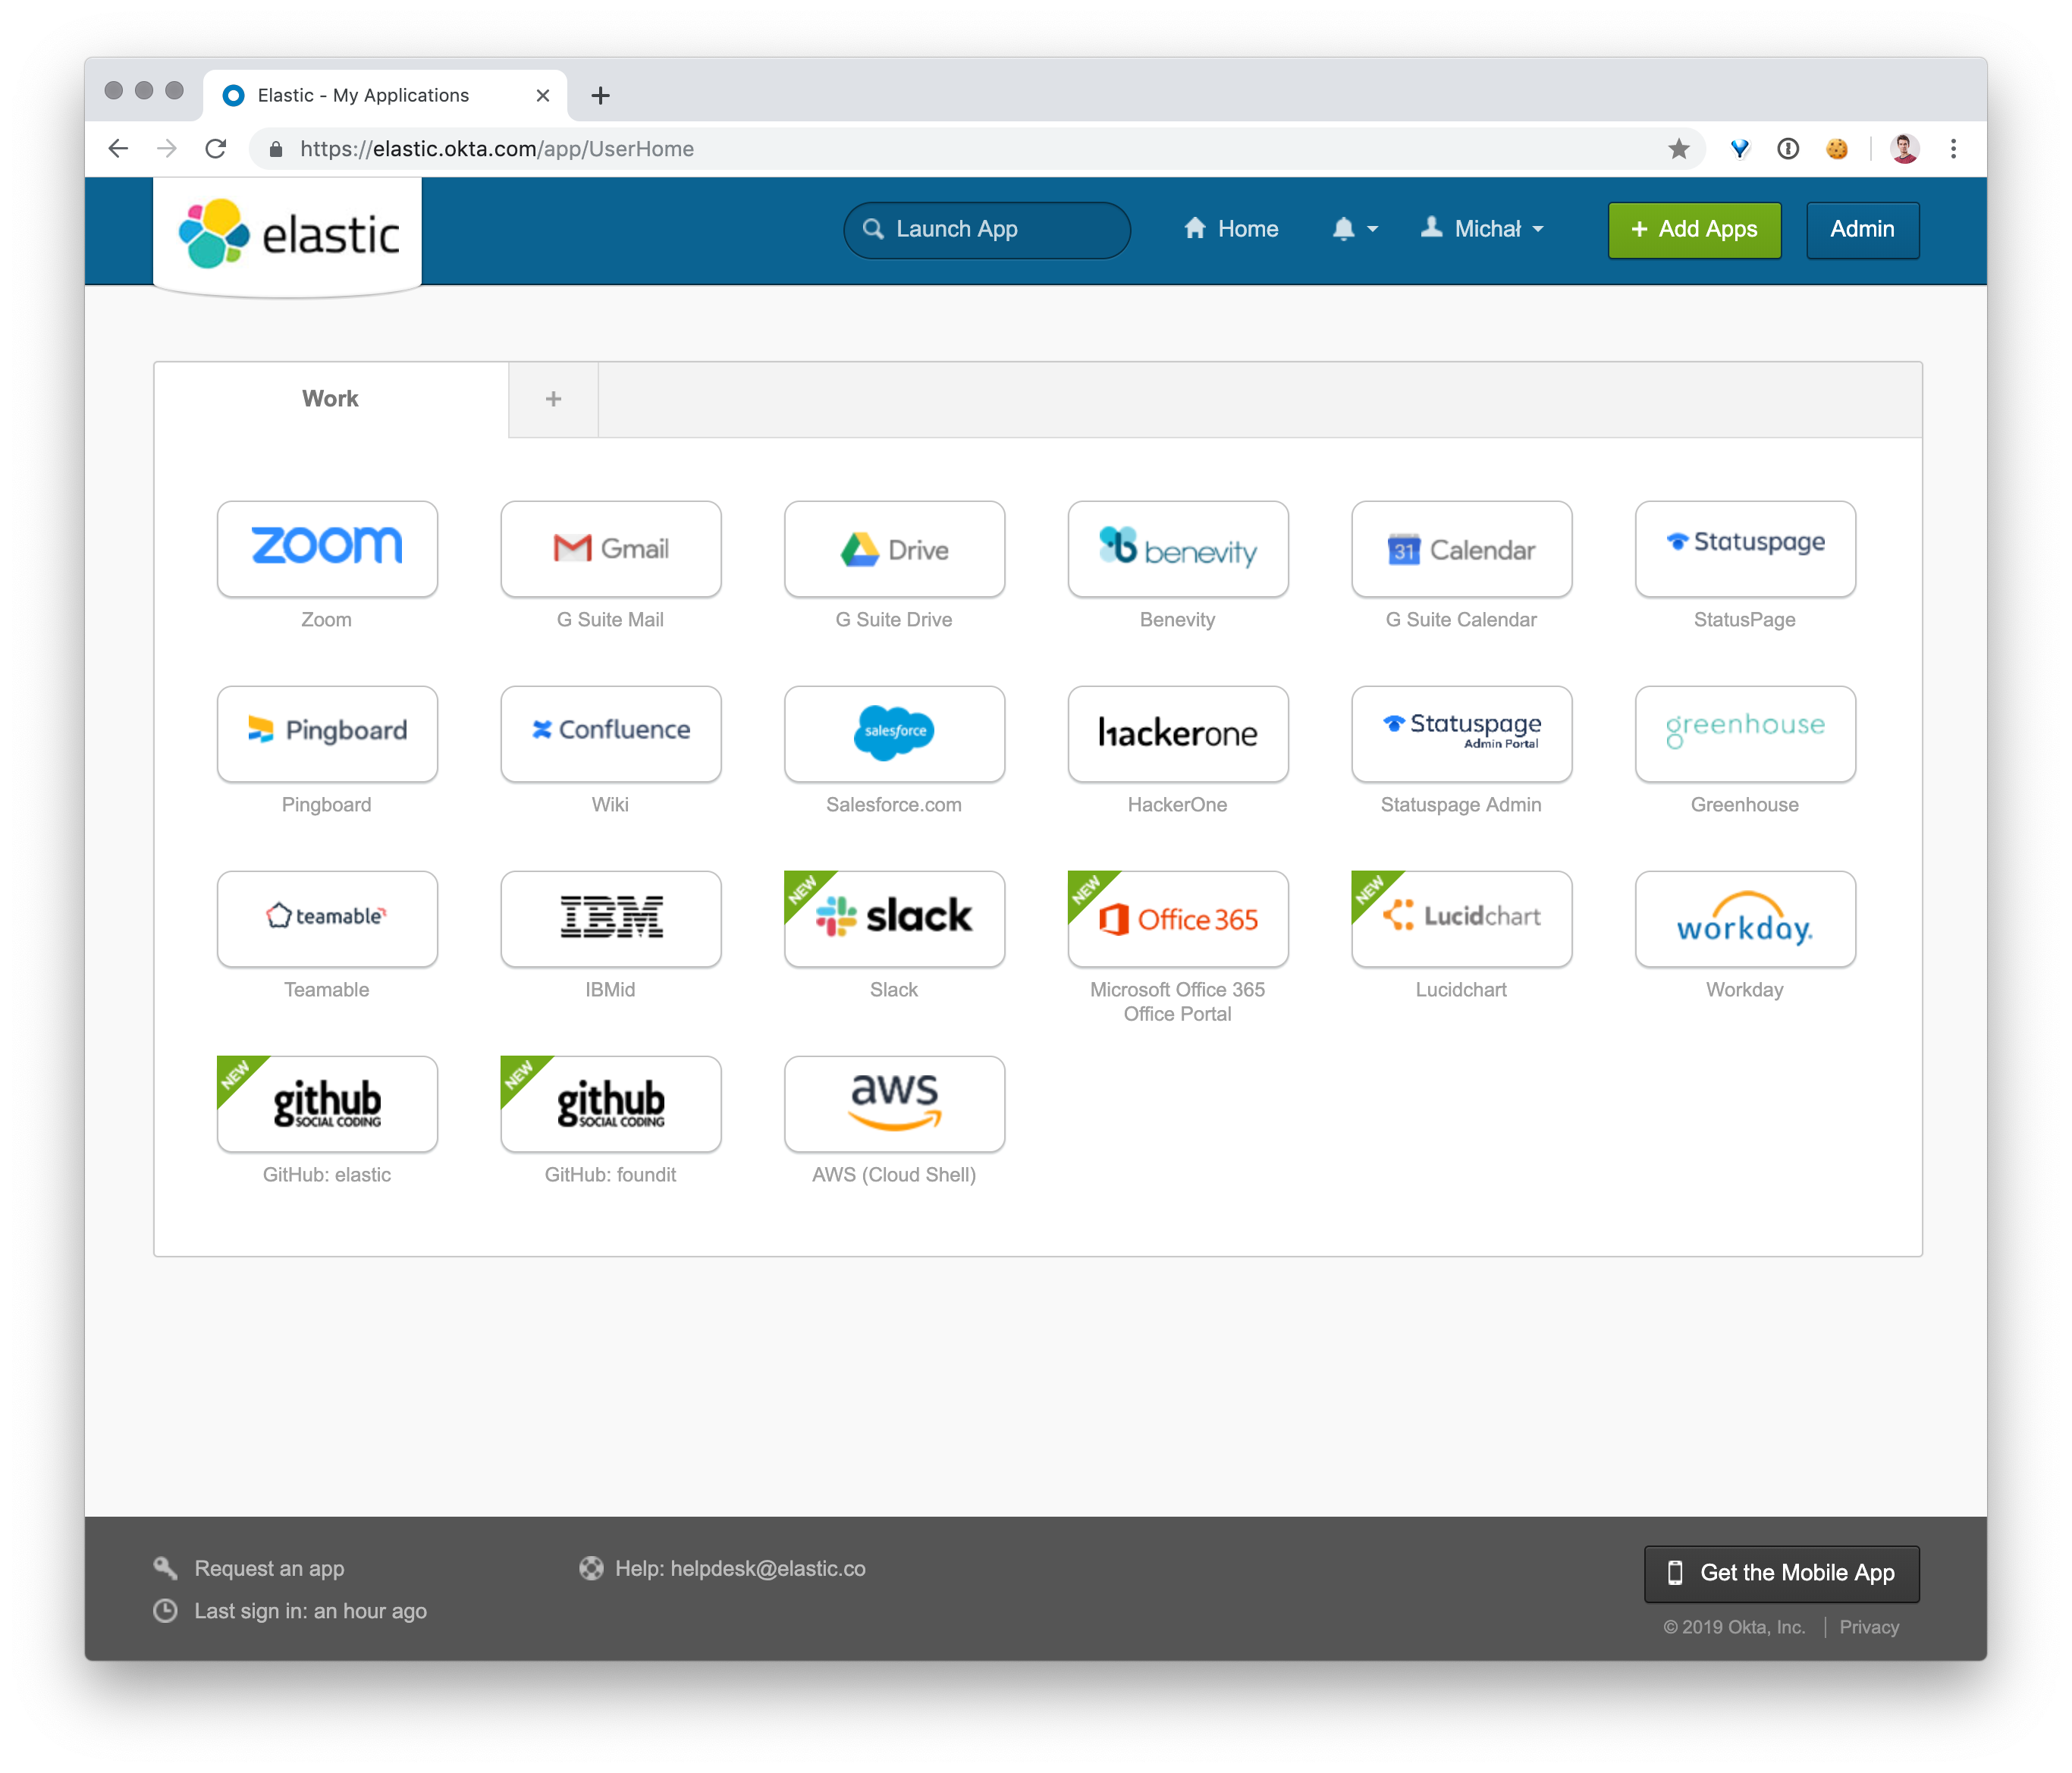 Elastic - My Applications
https://elastic.okta.com/app/UserHome
elastic
Launch App
Home
Michał
+ Add Apps
Admin
Work
+
zoom
Gmail
Drive
benevity
31 Calendar
Statuspage
Zoom
G Suite Mail
G Suite Drive
Benevity
G Suite Calendar
StatusPage
Pingboard
Confluence
salesforce
hackerone
Statuspage
Admin Portal
greenhouse
Pingboard
Wiki
Salesforce.com
HackerOne
Statuspage Admin
Greenhouse
teamable
IBM
NEW
slack
NEW
Office 365
NEW
Lucidchart
workday.
Teamable
IBMid
Slack
Microsoft Office 365
Office Portal
Lucidchart
Workday
NEW
github
SOCIAL CODING
NEW
github
SOCIAL CODING
aws
GitHub: elastic
GitHub: foundit
AWS (Cloud Shell)
Request an app
Help: helpdesk@elastic.co
Get the Mobile App
Last sign in: an hour ago
© 2019 Okta, Inc.
Privacy